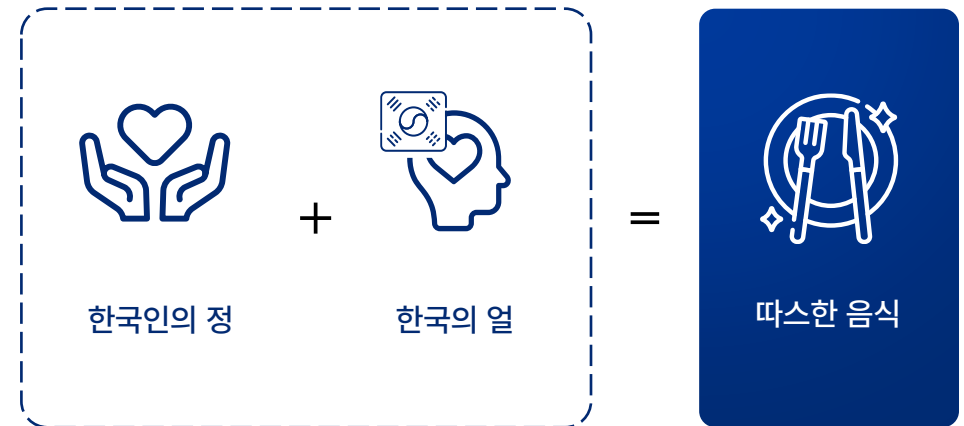 한국인의 정
+
한국의 얼
=
따스한 음식